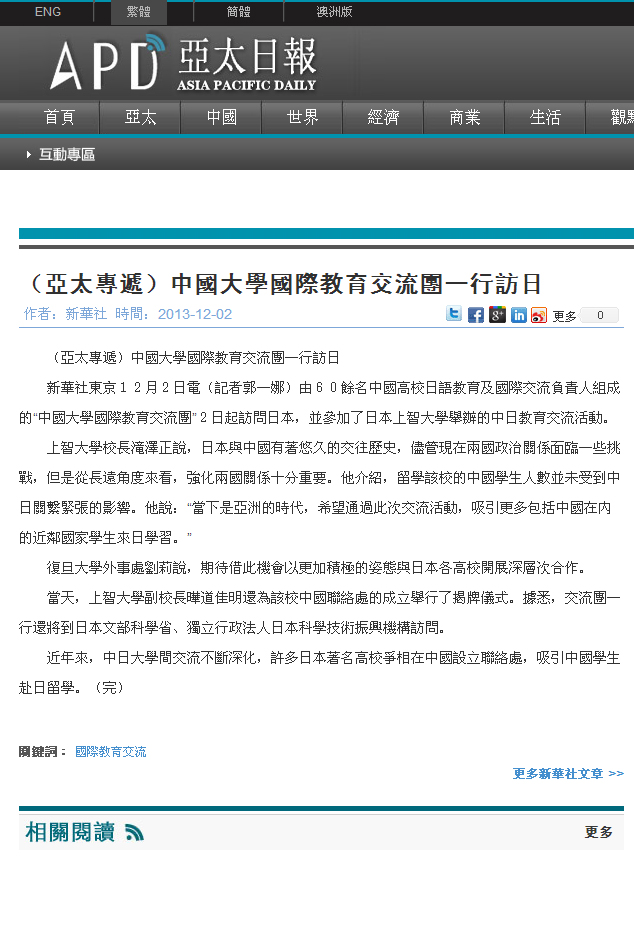 ENG 繁體 簡體 澳洲版
APD 亞太日報
ASIA PACIFIC DAILY
首頁 亞太 中國 世界 經濟 商業 生活 觀點
互動專區
（亞太專遞）中國大學國際教育交流團一行訪日
作者：新華社 時間：2013-12-02
更多 0
（亞太專遞）中國大學國際教育交流團一行訪日
新華社東京１２月２日電（記者郭一娜）由６０餘名中國高校日語教育及國際交流負責人組成
的“中國大學國際教育交流團”２日起訪問日本，並參加了日本上智大學舉辦的中日教育交流活動。
上智大學校長滝澤正說，日本與中國有著悠久的交往歷史，儘管現在兩國政治關係面臨一些挑
戰，但是從長遠角度來看，強化兩國關係十分重要。他介紹，留學該校的中國學生人數並未受到中
日關繫緊張的影響。他說：“當下是亞洲的時代，希望通過此次交流活動，吸引更多包括中國在內
的近鄰國家學生來日學習。”
復旦大學外事處劉莉說，期待借此機會以更加積極的姿態與日本各高校開展深層次合作。
當天，上智大學副校長曄道佳明還為該校中國聯絡處的成立舉行了揭牌儀式。據悉，交流團一
行還將到日本文部科學省、獨立行政法人日本科學技術振興機構訪問。
近年來，中日大學間交流不斷深化，許多日本著名高校爭相在中國設立聯絡處，吸引中國學生
赴日留學。（完）
關鍵詞： 國際教育交流
更多新華社文章 >>
相關閱讀 更多